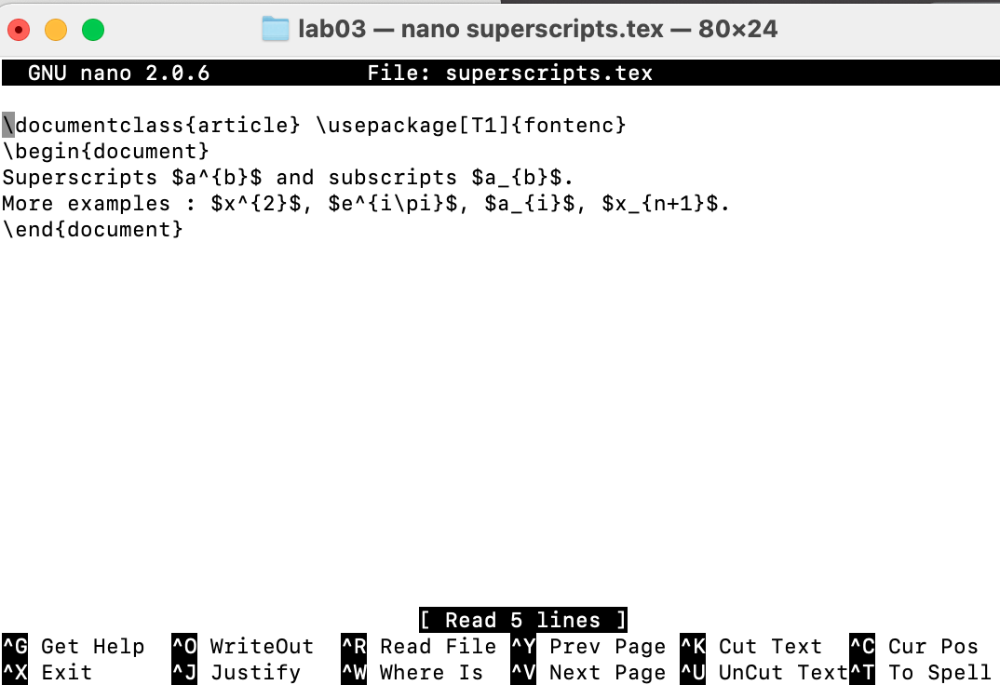 lab03 — nano superscripts.tex — 80×24
GNU nano 2.0.6 File: superscripts.tex
\documentclass{article} \usepackage[T1]{fontenc}
\begin{document}
Superscripts $a^{b}$ and subscripts $a_{b}$.
More examples : $x^{2}$, $e^{i\pi}$, $a_{i}$, $x_{n+1}$.
\end{document}
[ Read 5 lines ]
^G Get Help ^O WriteOut ^R Read File ^Y Prev Page ^K Cut Text ^C Cur Pos
^X Exit ^J Justify ^W Where Is ^V Next Page ^U UnCut Text^T To Spell